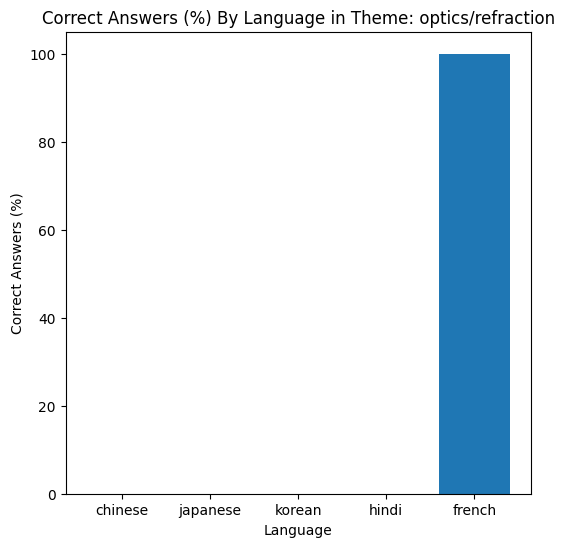 Correct Answers (%) By Language in Theme: optics/refraction
100
80
60
40
20
0
Correct Answers (%)
chinese japanese korean hindi french
Language